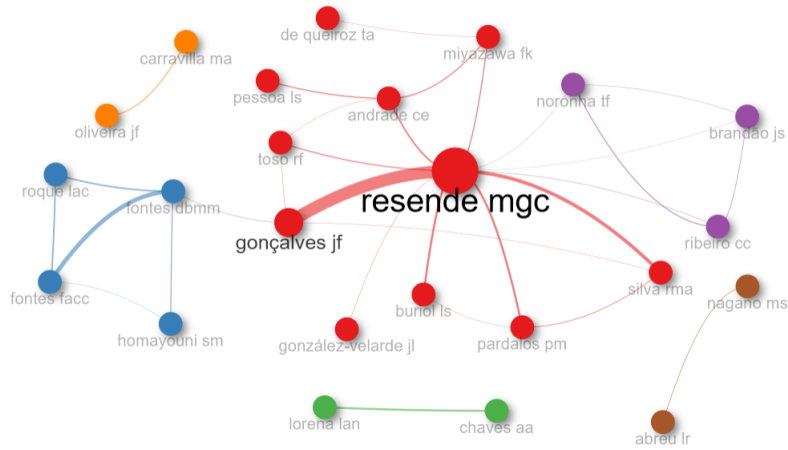 de queiroz ta
carravilla ma
miyazawa fk
pessoa ls
noronha tf
andrade ce
oliveira jf
brandão js
toso rf
roque lac
resende mgc
fontes dbmm
gonçalves jf
ribeiro cc
silva rma
fontes facc
nagano ms
buriol ls
homayouni sm
gonzález-velarde jl
pardalos pm
lorena lan
chaves aa
abreu lr